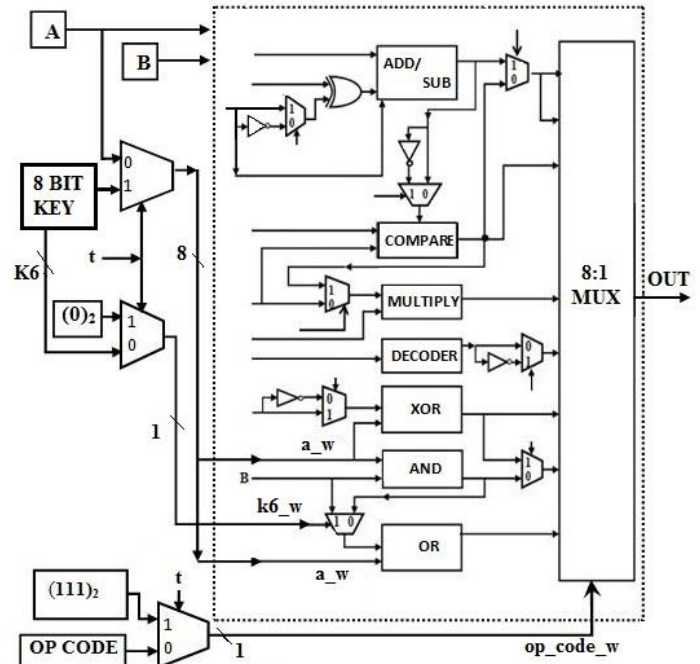 A
B
ADD/
SUB
1
0
1
0
0
1
8 BIT
KEY
1 0
COMPARE
K6
t
8
8:1
MUX
OUT
(0)2
1
0
1
0
MULTIPLY
DECODER
0
1
0
1
XOR
1
a_w
B
AND
1
0
k6_w
1 0
OR
a_w
(111)2
t
1
0
OP CODE
1
op_code_w